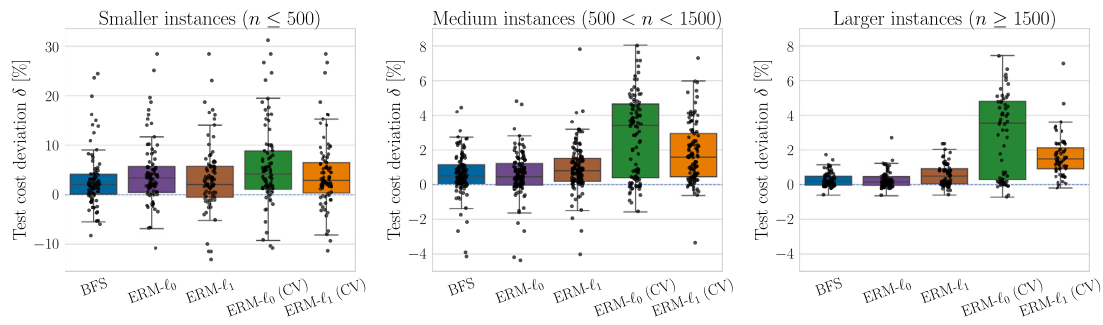 Smaller instances (n ≤ 500)
Test cost deviation δ [%]
30
20
10
0
−10
BFS
ERM-ℓ₀
ERM-ℓ₁
ERM-ℓ₀ (CV)
ERM-ℓ₁ (CV)
Medium instances (500 < n < 1500)
Test cost deviation δ [%]
8
6
4
2
0
−2
−4
BFS
ERM-ℓ₀
ERM-ℓ₁
ERM-ℓ₀ (CV)
ERM-ℓ₁ (CV)
Larger instances (n ≥ 1500)
Test cost deviation δ [%]
8
6
4
2
0
−2
−4
BFS
ERM-ℓ₀
ERM-ℓ₁
ERM-ℓ₀ (CV)
ERM-ℓ₁ (CV)